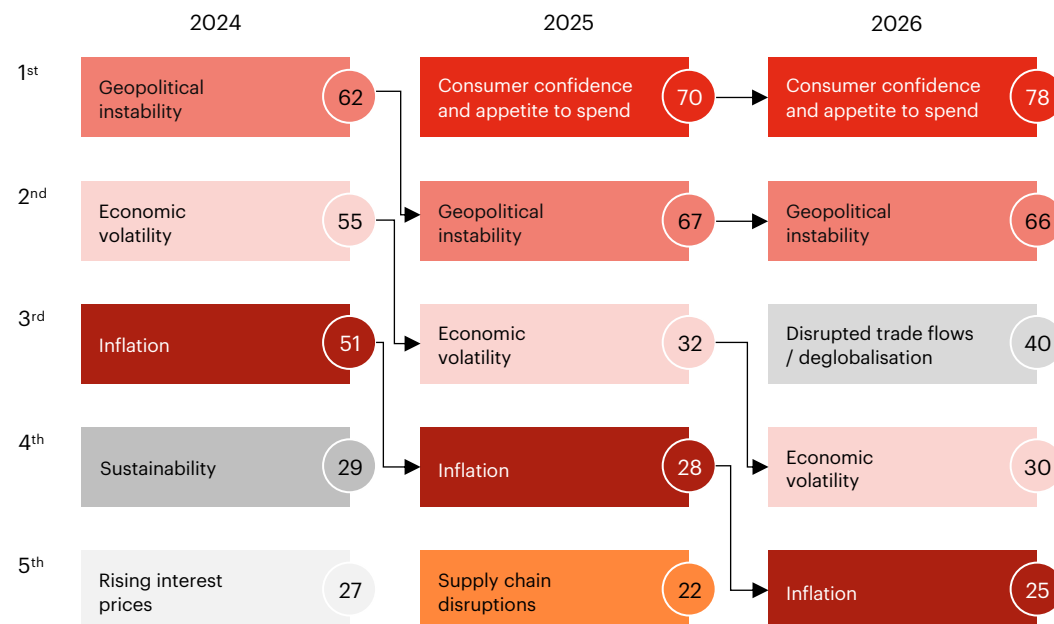 2024
2025
2026
1st
Geopolitical
instability
62
Consumer confidence
and appetite to spend
70
Consumer confidence
and appetite to spend
78
2nd
Economic
volatility
55
Geopolitical
instability
67
Geopolitical
instability
66
3rd
Inflation
51
Economic
volatility
32
Disrupted trade flows
/ deglobalisation
40
4th
Sustainability
29
Inflation
28
Economic
volatility
30
5th
Rising interest
prices
27
Supply chain
disruptions
22
Inflation
25